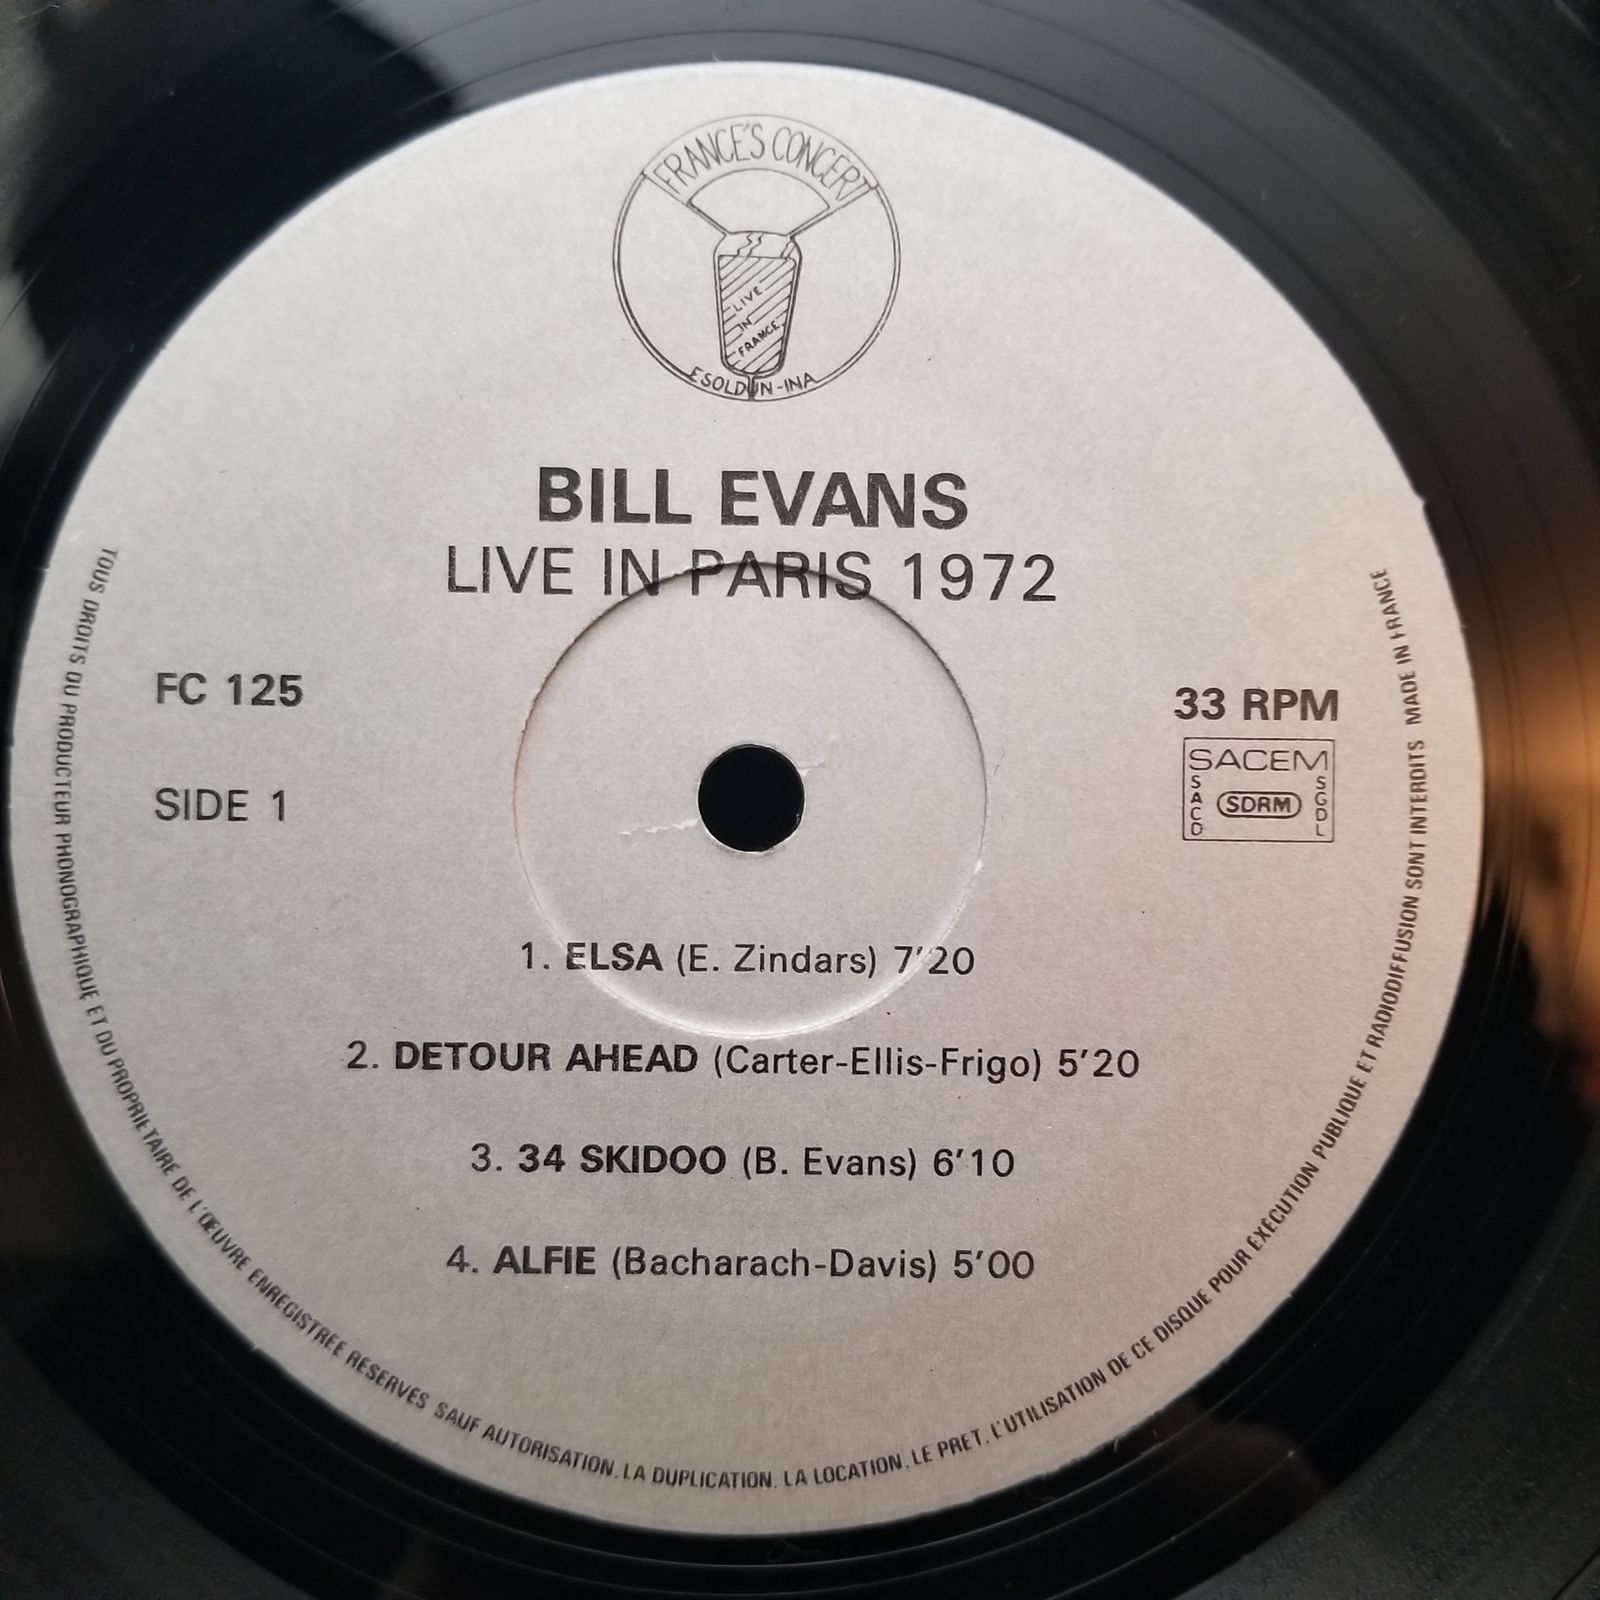 FRANCE'S CONCERT
LIVE
IN
FRANCE
ESOLDUN-INA
BILL EVANS
LIVE IN PARIS 1972
FC 125
33 RPM
SACEM
SACD
SDRM
SGDL
SIDE 1
1. ELSA (E. Zindars) 7'20
2. DETOUR AHEAD (Carter-Ellis-Frigo) 5'20
3. 34 SKIDOO (B. Evans) 6'10
4. ALFIE (Bacharach-Davis) 5'00
TOUS DROITS DU PRODUCTEUR PHONOGRAPHIQUE ET DU PROPRIETAIRE DE L'ŒUVRE ENREGISTRÉE RÉSERVÉS SAUF AUTORISATION. LA DUPLICATION. LA LOCATION. LE PRET. L'UTILISATION DE CE DISQUE POUR EXÉCUTION PUBLIQUE ET RADIODIFFUSION SONT INTERDITS MADE IN FRANCE